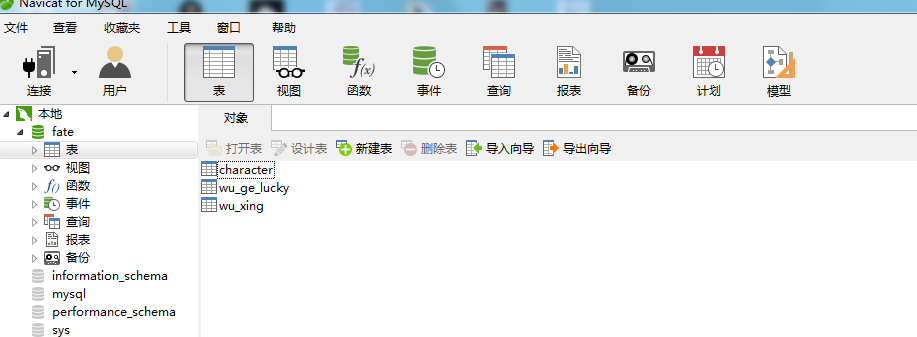 Navicat for MySQL
文件 查看 收藏夹 工具 窗口 帮助
连接 用户 表 视图 f(x) 函数 事件 查询 报表 备份 31 计划 模型
本地
fate
表
视图
f() 函数
事件
查询
报表
备份
information_schema
mysql
performance_schema
sys
对象
打开表 设计表 新建表 删除表 导入向导 导出向导
character
wu_ge_lucky
wu_xing